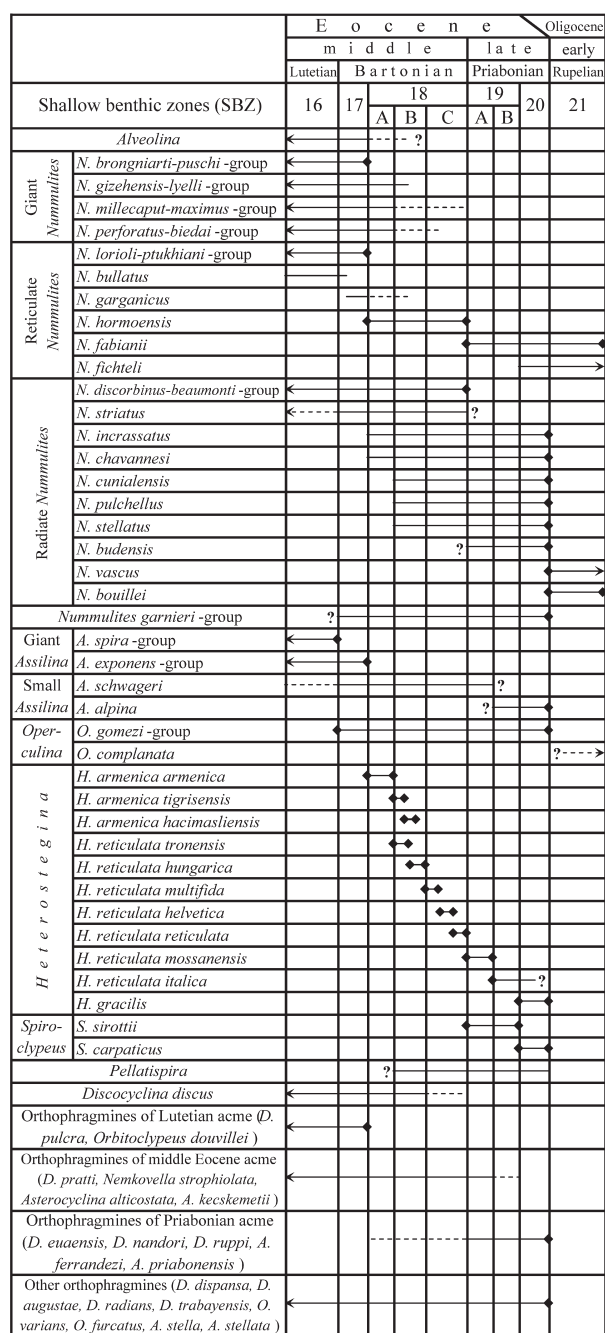 E o c e n e Oligocene
m i d d l e l a t e early
Lutetian B a r t o n i a n Priabonian Rupelian
Shallow benthic zones (SBZ) 16 17 18 19 20 21
A B C A B
Alveolina ?
Giant Nummulites
N. brongniarti-puschi -group
N. gizehensis-lyelli -group
N. millecaput-maximus -group
N. perforatus-biedai -group
Reticulate Nummulites
N. lorioli-ptukhiani -group
N. bullatus
N. garganicus
N. hormoensis
N. fabianii
N. fichteli
Radiate Nummulites
N. discorbinus-beaumonti -group
N. striatus ?
N. incrassatus
N. chavannesi
N. cunialensis
N. pulchellus
N. stellatus
N. budensis ?
N. vascus
N. bouillei
Nummulites garnieri -group ?
Giant Assilina
A. spira -group
A. exponens -group
Small Assilina
A. schwageri ?
A. alpina ?
Oper-
culina
O. gomezi -group
O. complanata ?
H e t e r o s t e g i n a
H. armenica armenica
H. armenica tigrisensis
H. armenica hacimasliensis
H. reticulata tronensis
H. reticulata hungarica
H. reticulata multifida
H. reticulata helvetica
H. reticulata reticulata
H. reticulata mossanensis
H. reticulata italica ?
H. gracilis
Spiro-
clypeus
S. sirottii
S. carpaticus
Pellatispira ?
Discocyclina discus
Orthophragmines of Lutetian acme (D.
pulcra, Orbitoclypeus douvillei )
Orthophragmines of middle Eocene acme
(D. pratti, Nemkovella strophiolata,
Asterocyclina alticostata, A. kecskemetii )
Orthophragmines of Priabonian acme
(D. euaensis, D. nandori, D. ruppi, A.
ferrandezi, A. priabonensis )
Other orthophragmines (D. dispansa, D.
augustae, D. radians, D. trabayensis, O.
varians, O. furcatus, A. stella, A. stellata )